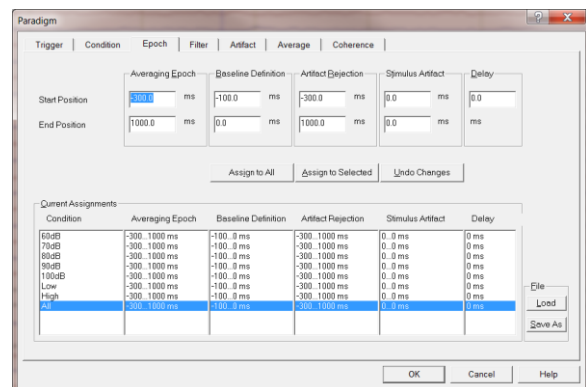 Paradigm
Trigger Condition Epoch Filter Artifact Average Coherence
Averaging Epoch Baseline Definition Artifact Rejection Stimulus Artifact Delay
Start Position -300.0 ms -100.0 ms -300.0 ms 0.0 ms 0.0 ms
End Position 1000.0 ms 0.0 ms 1000.0 ms 0.0 ms ms
Assign to All Assign to Selected Undo Changes
Current Assignments
Condition Averaging Epoch Baseline Definition Artifact Rejection Stimulus Artifact Delay
60dB -300..1000 ms -100..0 ms -300..1000 ms 0..0 ms 0 ms
70dB -300..1000 ms -100..0 ms -300..1000 ms 0..0 ms 0 ms
80dB -300..1000 ms -100..0 ms -300..1000 ms 0..0 ms 0 ms
90dB -300..1000 ms -100..0 ms -300..1000 ms 0..0 ms 0 ms
100dB -300..1000 ms -100..0 ms -300..1000 ms 0..0 ms 0 ms
Low -300..1000 ms -100..0 ms -300..1000 ms 0..0 ms 0 ms
High -300..1000 ms -100..0 ms -300..1000 ms 0..0 ms 0 ms
All -300..1000 ms -100..0 ms -300..1000 ms 0..0 ms 0 ms
File
Load
Save As
OK Cancel Help